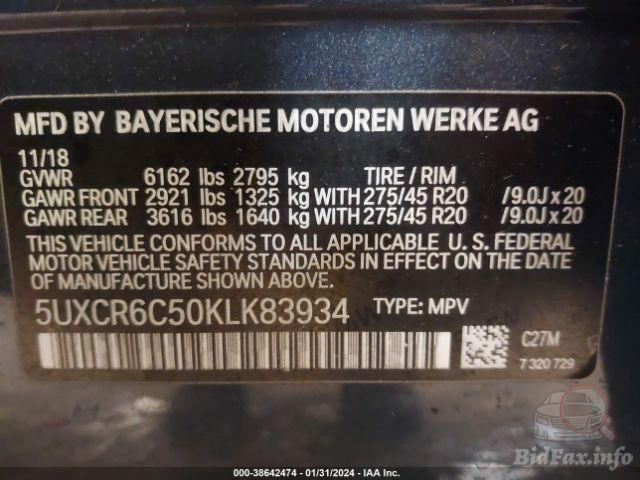 MFD BY BAYERISCHE MOTOREN WERKE AG
11/18
GVWR 6162 lbs 2795 kg TIRE / RIM
GAWR FRONT 2921 lbs 1325 kg WITH 275/45 R20 /9.0J x 20
GAWR REAR 3616 lbs 1640 kg WITH 275/45 R20 /9.0J x 20
THIS VEHICLE CONFORMS TO ALL APPLICABLE U. S. FEDERAL
MOTOR VEHICLE SAFETY STANDARDS IN EFFECT ON THE DATE
OF MANUFACTURE SHOWN ABOVE.
5UXCR6C50KLK83934 TYPE: MPV
C27M
7 320 729
BidFax.info
000-38642474 - 01/31/2024 - IAA Inc.